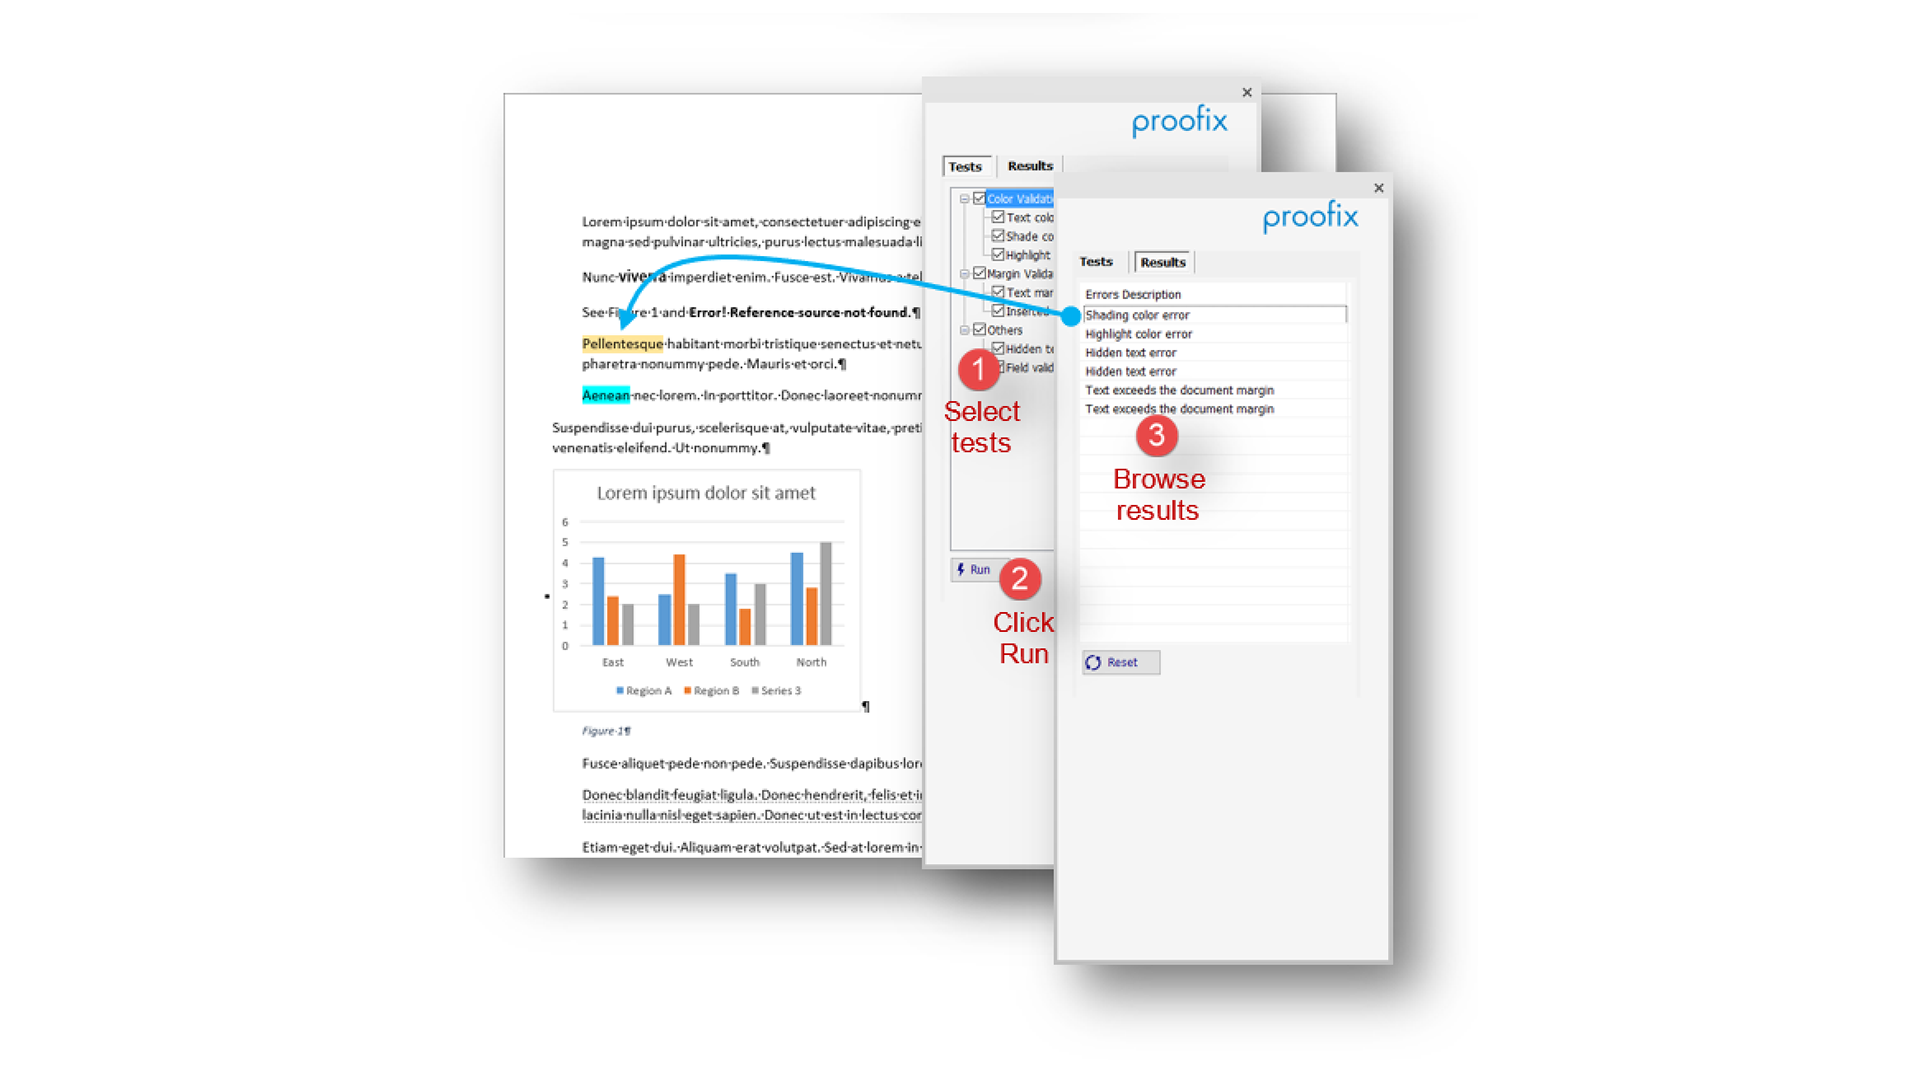 Lorem·ipsum·dolor·sit·amet,·consectetuer·adipiscing·e
magna·sed·pulvinar·ultricies,·purus·lectus·malesuada·li
Nunc·viverra·imperdiet·enim.·Fusce·est.·Vivamus·a·tel
See·Figure·1·and·Error!·Reference·source·not·found.¶
Pellentesque·habitant·morbi·tristique·senectus·et·netu
pharetra·nonummy·pede.·Mauris·et·orci.¶
Aenean·nec·lorem.·In·porttitor.·Donec·laoreet·nonumm
Suspendisse·dui·purus,·scelerisque·at,·vulputate·vitae,·preti
venenatis·eleifend.·Ut·nonummy.¶
Lorem ipsum dolor sit amet
6
5
4
3
2
1
0
East West South North
Region A Region B Series 3
¶
Figure·1¶
Fusce·aliquet·pede·non·pede.·Suspendisse·dapibus·lore
Donec·blandit·feugiat·ligula.·Donec·hendrerit,·felis·et·i
lacinia·nulla·nisl·eget·sapien.·Donec·ut·est·in·lectus·con
Etiam·eget·dui.·Aliquam·erat·volutpat.·Sed·at·lorem·in·
proofix
Tests Results
Color Validati
Text colo
Shade co
Highlight
Margin Valida
Text mar
Inserted
Others
Hidden te
Field valid
1
Select
tests
Run
2
Click
Run
proofix
Tests Results
Errors Description
Shading color error
Highlight color error
Hidden text error
Hidden text error
Text exceeds the document margin
Text exceeds the document margin
3
Browse
results
Reset